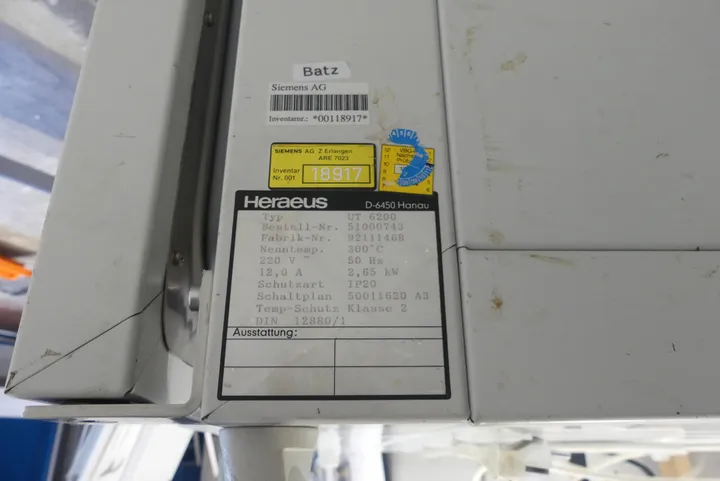 Batz
Siemens AG
Inventarnr.: *00118917*
SIEMENS AG Z Erlangen
ARE 7023
Inventar
Nr. 001 18917
Heraeus D-6450 Hanau
Typ UT 6200
Bestell-Nr. 51000743
Fabrik-Nr.
Nenntemp. 300°C
220 V ~ 50 Hz
12,0 A 2,65 kW
Schutzart IP20
Schaltplan 50011620 A3
Temp-Schutz Klasse 2
DIN 12880/1
Ausstattung: